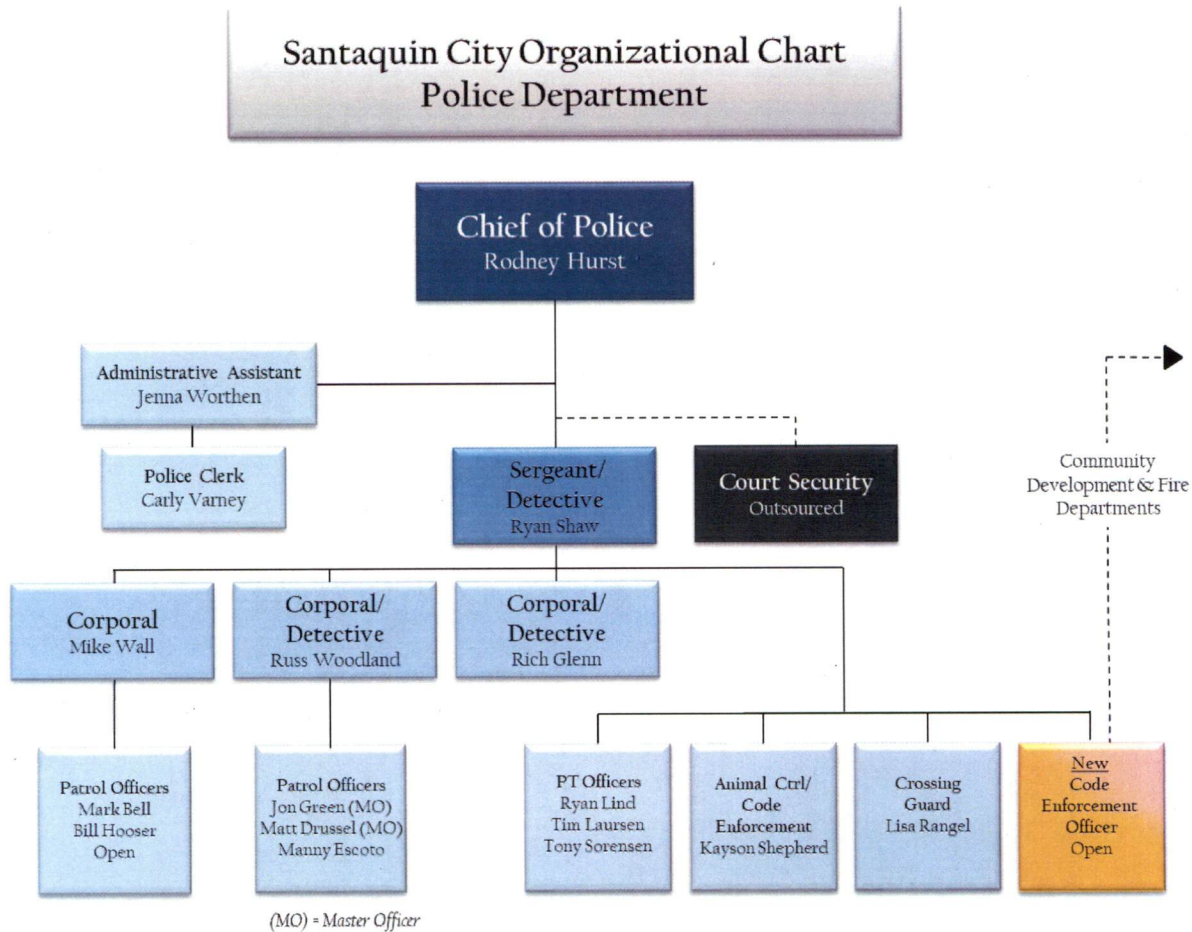 Santaquin City Organizational Chart
Police Department
Chief of Police
Rodney Hurst
Administrative Assistant
Jenna Worthen
Police Clerk
Carly Varney
Sergeant/
Detective
Ryan Shaw
Court Security
Outsourced
Community
Development & Fire
Departments
Corporal
Mike Wall
Corporal/
Detective
Russ Woodland
Corporal/
Detective
Rich Glenn
Patrol Officers
Mark Bell
Bill Hooser
Open
Patrol Officers
Jon Green (MO)
Matt Drussel (MO)
Manny Escoto
PT Officers
Ryan Lind
Tim Laursen
Tony Sorensen
Animal Ctrl/
Code
Enforcement
Kayson Shepherd
Crossing
Guard
Lisa Rangel
New
Code
Enforcement
Officer
Open
(MO) = Master Officer